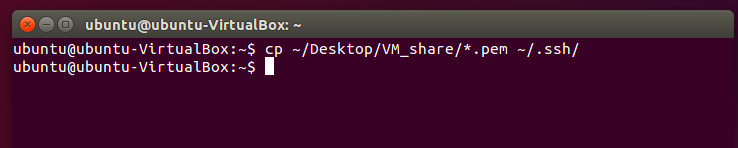 ubuntu@ubuntu-VirtualBox: ~
ubuntu@ubuntu-VirtualBox:~$ cp ~/Desktop/VM_share/*.pem ~/.ssh/
ubuntu@ubuntu-VirtualBox:~$